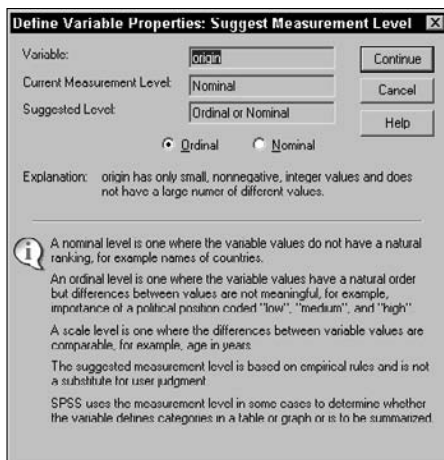 Define Variable Properties: Suggest Measurement Level
Variable:
origin
Continue
Current Measurement Level:
Nominal
Cancel
Suggested Level:
Ordinal or Nominal
Help
Ordinal
Nominal
Explanation:
origin has only small, nonnegative, integer values and does
not have a large numer of different values.
A nominal level is one where the variable values do not have a natural
ranking, for example names of countries.
An ordinal level is one where the variable values have a natural order
but differences between values are not meaningful, for example,
importance of a political position coded "low", "medium", and "high".
A scale level is one where the differences between variable values are
comparable, for example, age in years.
The suggested measurement level is based on empirical rules and is not
a substitute for user judgment.
SPSS uses the measurement level in some cases to determine whether
the variable defines categories in a table or graph or is to be summarized.